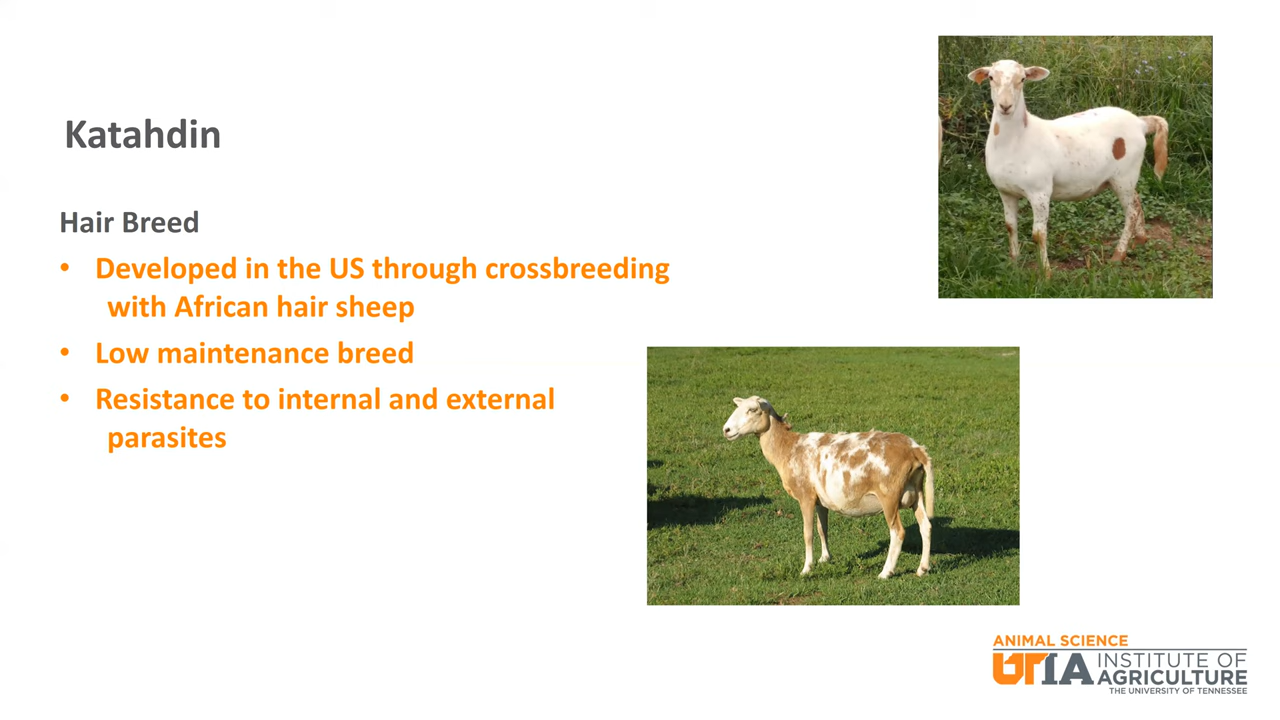 Katahdin
Hair Breed
• Developed in the US through crossbreeding
with African hair sheep
• Low maintenance breed
• Resistance to internal and external
parasites
ANIMAL SCIENCE
UTIA INSTITUTE OF
AGRICULTURE
THE UNIVERSITY OF TENNESSEE